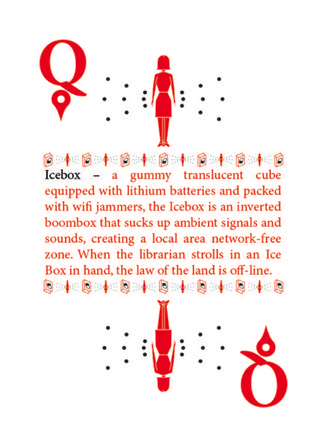 Q
Icebox – a gummy translucent cube
equipped with lithium batteries and packed
with wifi jammers, the Icebox is an inverted
boombox that sucks up ambient signals and
sounds, creating a local area network-free
zone. When the librarian strolls in an Ice
Box in hand, the law of the land is off-line.
Q